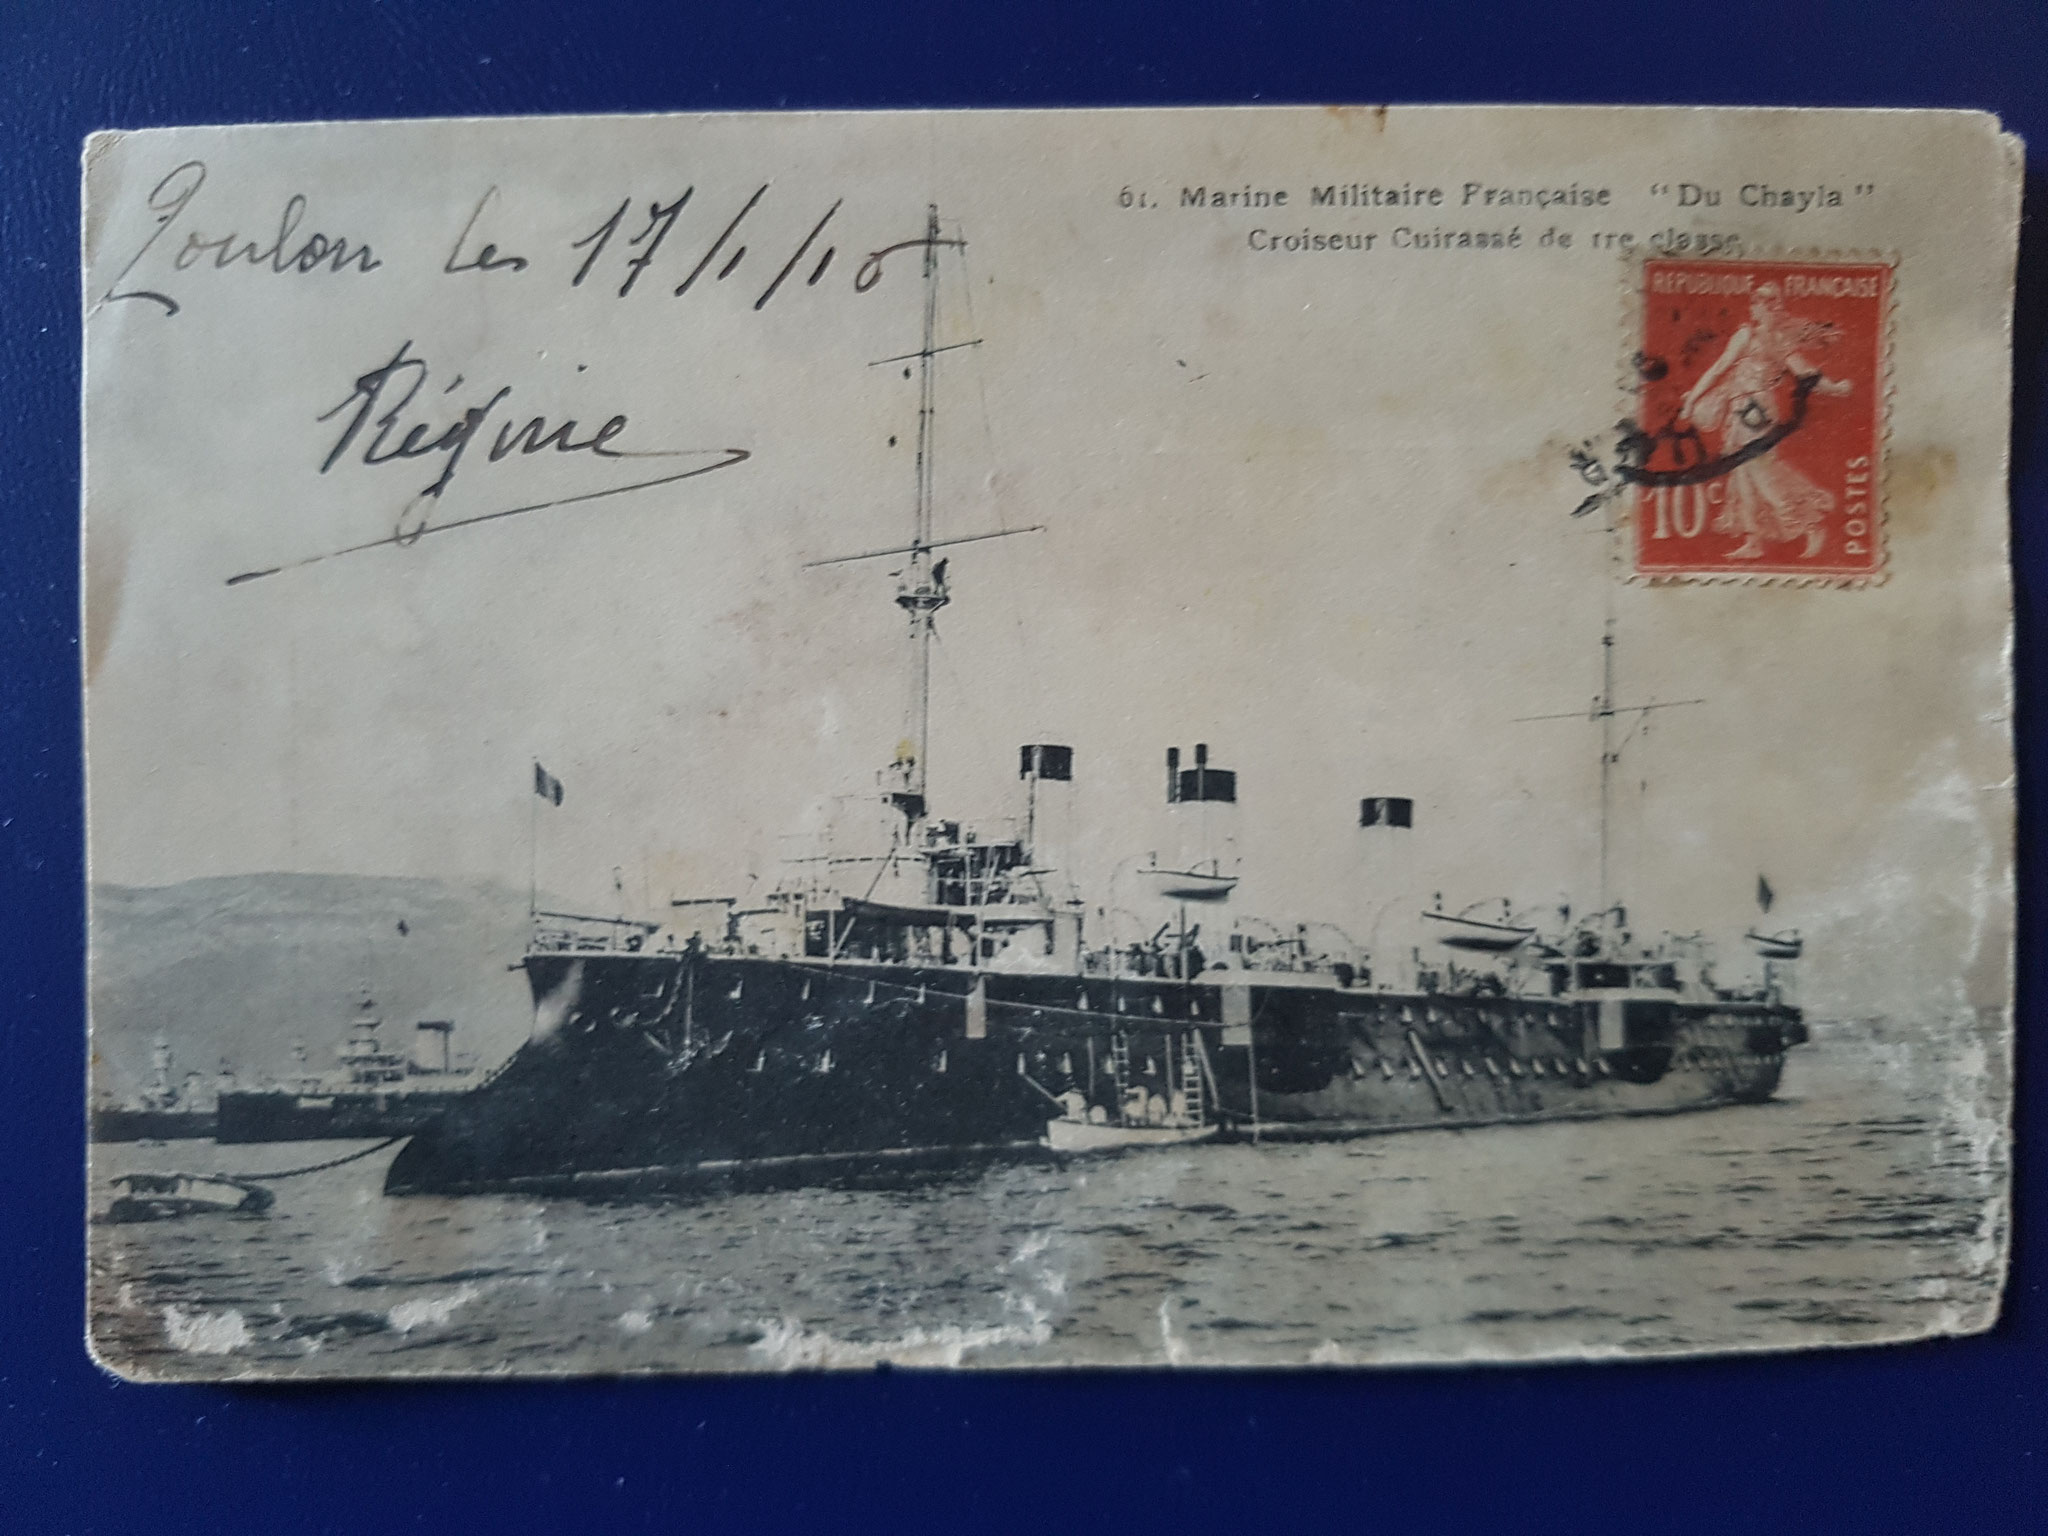 Toulon le 17/1/10
Régine
61. Marine Militaire Française "Du Chayla"
Croiseur Cuirassé de 1re classe
REPUBLIQUE FRANÇAISE
10c
POSTES